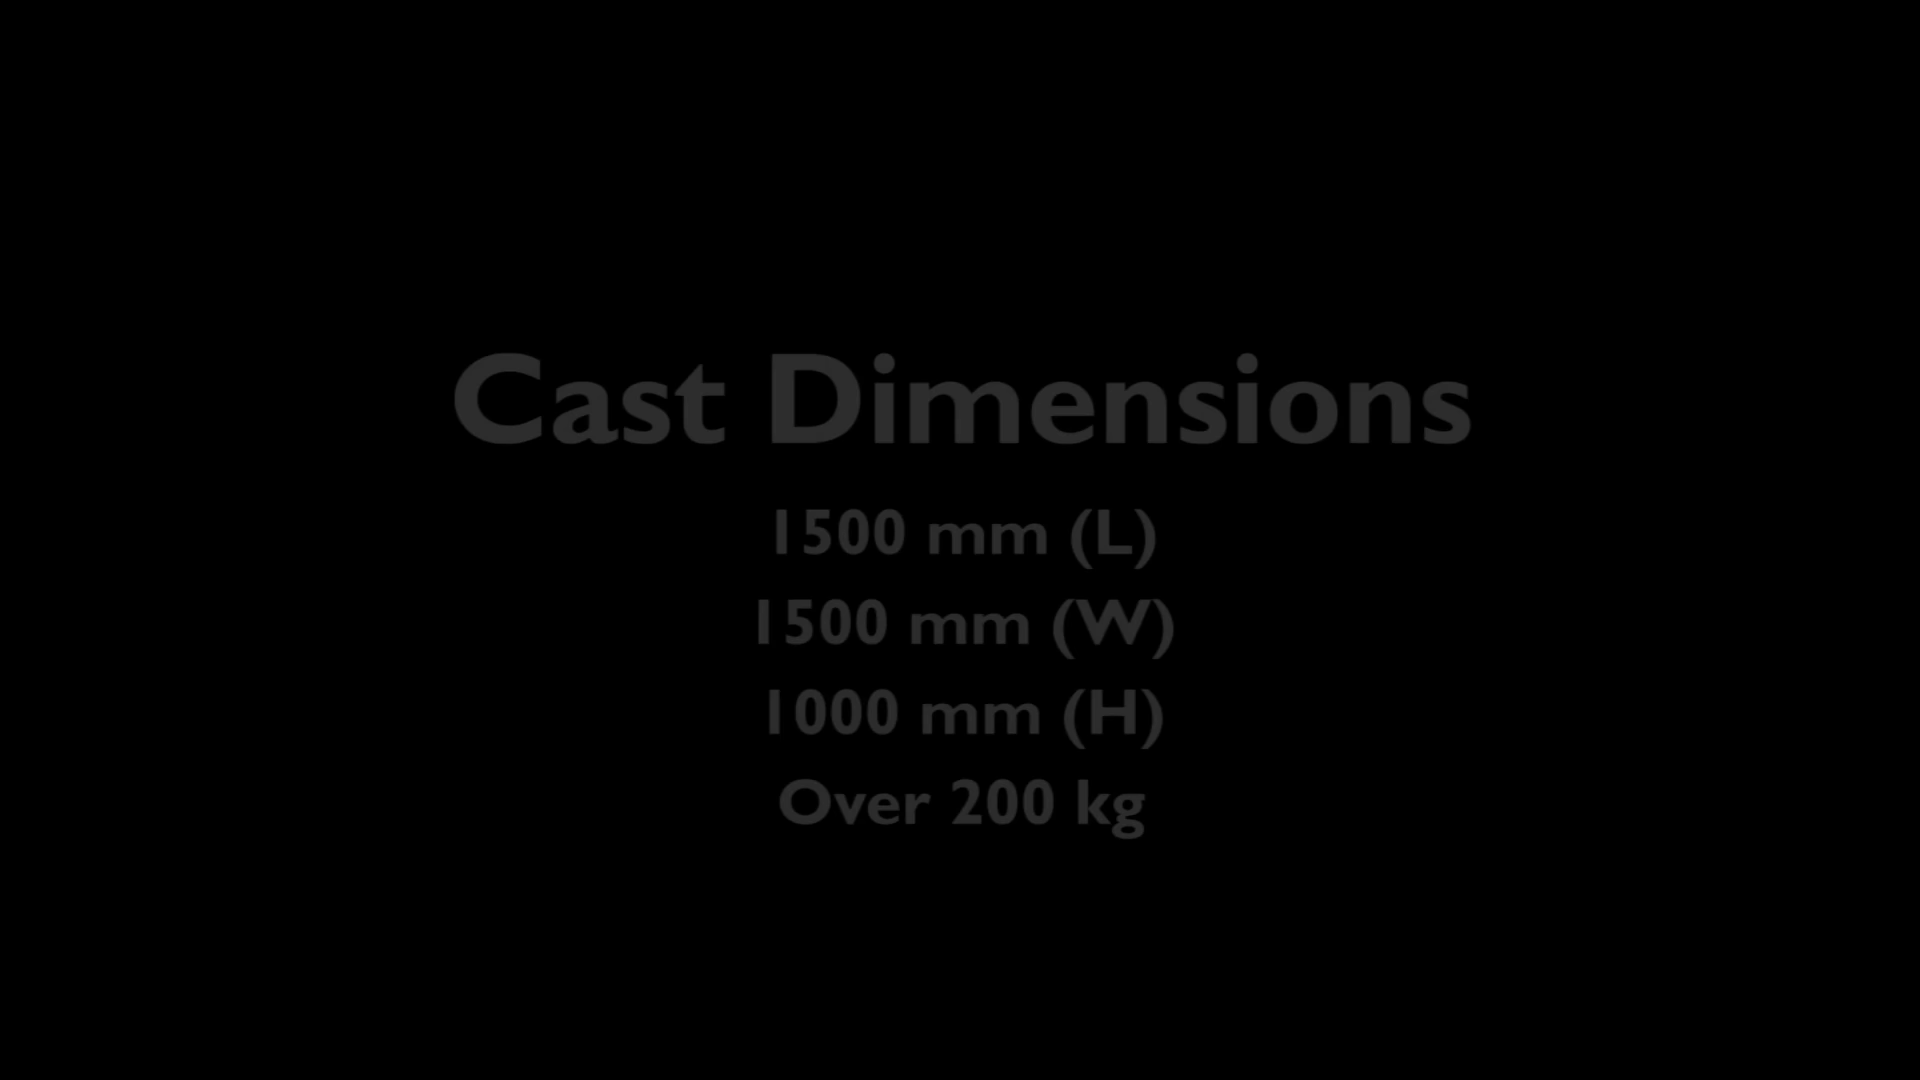 Cast Dimensions
1500 mm (L)
1500 mm (W)
1000 mm (H)
Over 200 kg